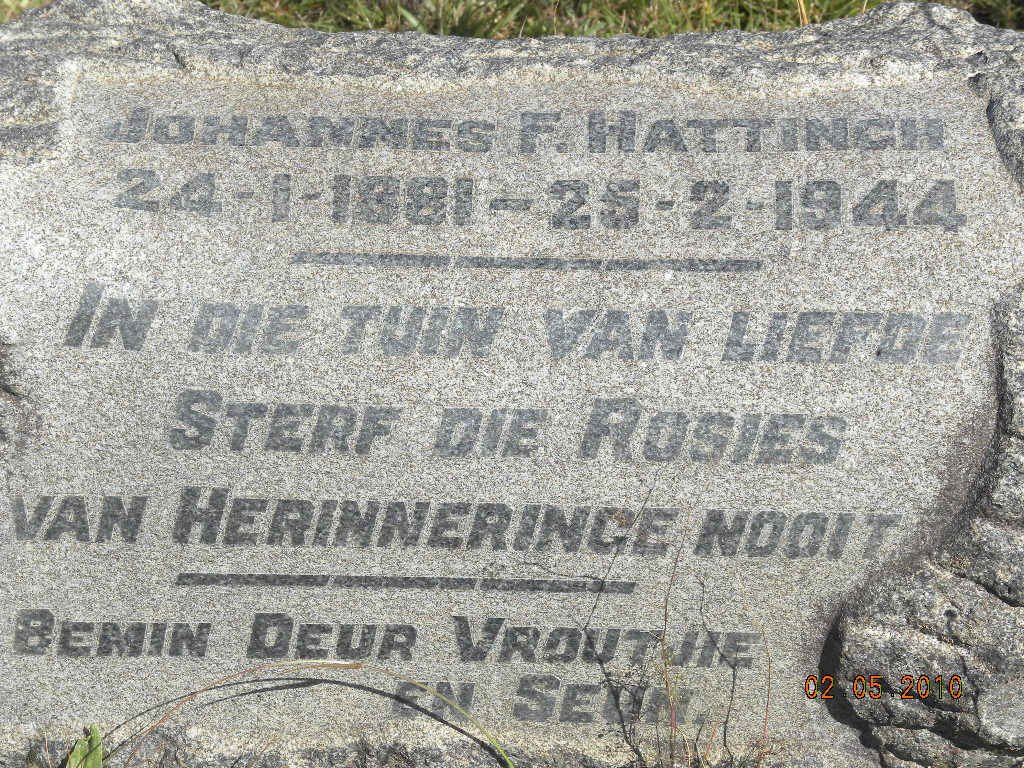 JOHANNES F. HATTINGH
24-1-1881 – 25-2-1944
IN DIE TUIN VAN LIEFDE
STERF DIE ROSIES
VAN HERINNERINGE NOOIT
BEMIN DEUR VROUTJIE
EN SEUN.
02 05 2010